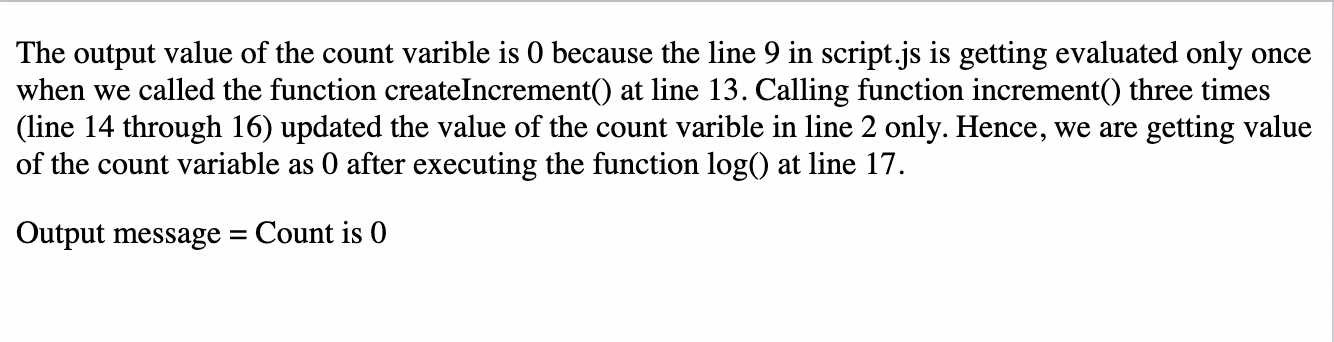 The output value of the count varible is 0 because the line 9 in script.js is getting evaluated only once
when we called the function createIncrement() at line 13. Calling function increment() three times
(line 14 through 16) updated the value of the count varible in line 2 only. Hence, we are getting value
of the count variable as 0 after executing the function log() at line 17.
Output message = Count is 0